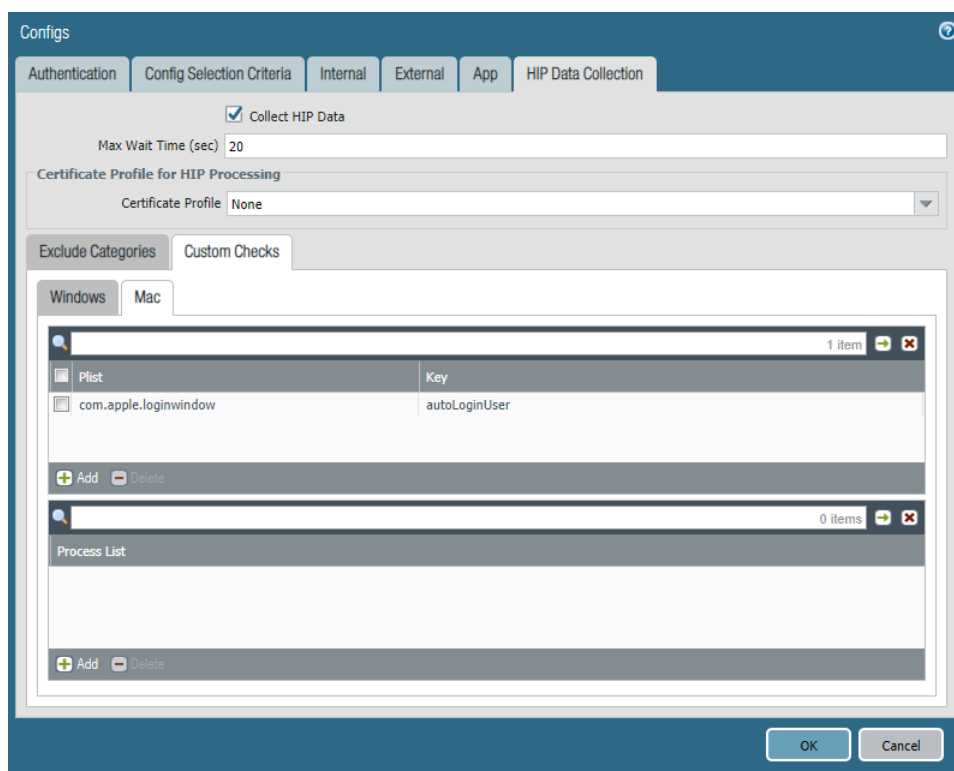 Configs
Authentication Config Selection Criteria Internal External App HIP Data Collection
Collect HIP Data
Max Wait Time (sec) 20
Certificate Profile for HIP Processing
Certificate Profile None
Exclude Categories Custom Checks
Windows Mac
1 item
Plist Key
com.apple.loginwindow autoLoginUser
Add Delete
0 items
Process List
Add Delete
OK Cancel